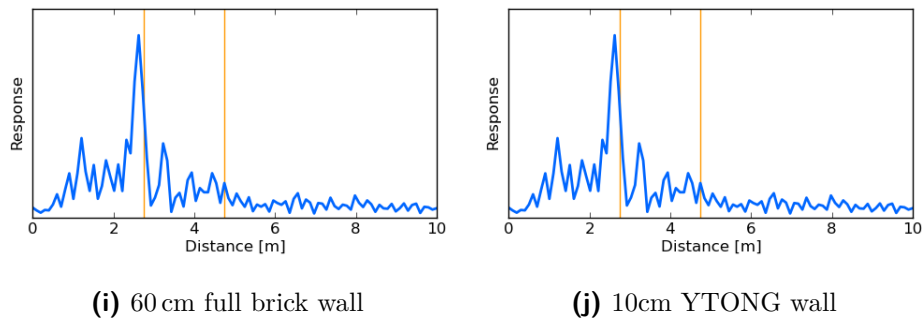 Response
0 2 4 6 8 10
Distance [m]
(i) 60 cm full brick wall
Response
0 2 4 6 8 10
Distance [m]
(j) 10cm YTONG wall